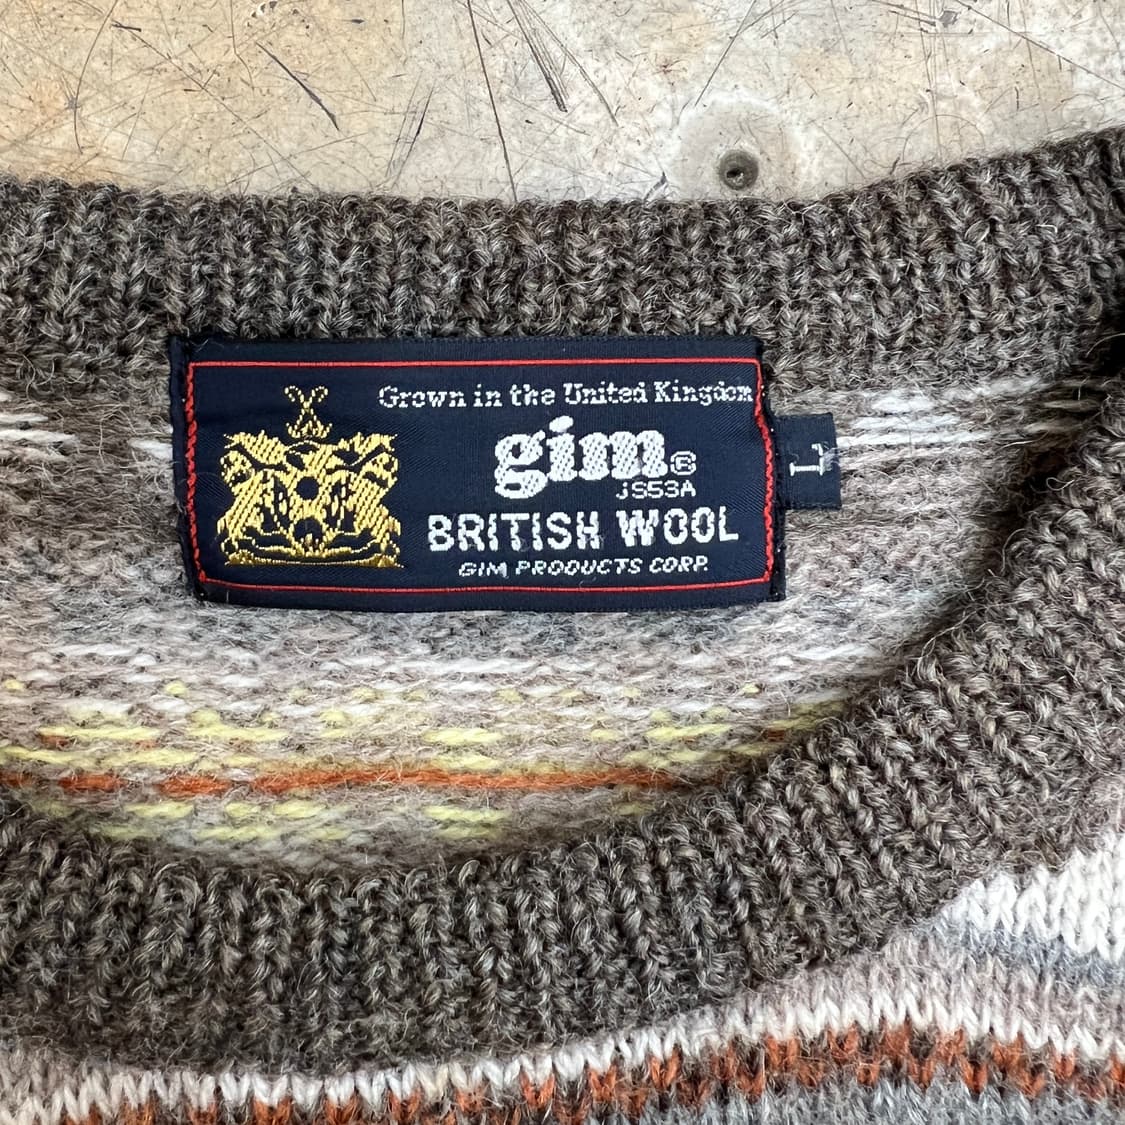 Grown in the United Kingdom
gim®
JS53A
BRITISH WOOL
GIM PRODUCTS CORP.
L